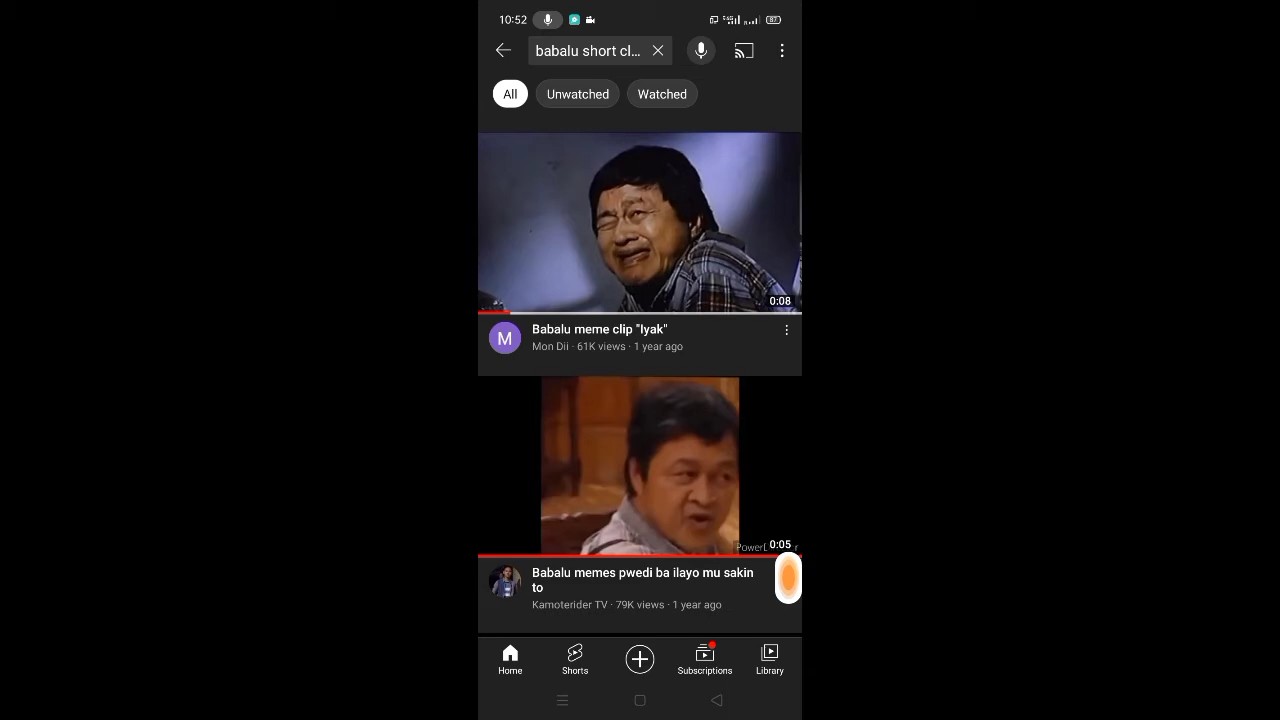 10:52
87
babalu short cl...
All
Unwatched
Watched
0:08
M
Babalu meme clip "Iyak"
Mon Dii · 61K views · 1 year ago
0:05
Babalu memes pwedi ba ilayo mu sakin
to
Kamoterider TV · 79K views · 1 year ago
Home
Shorts
Subscriptions
Library